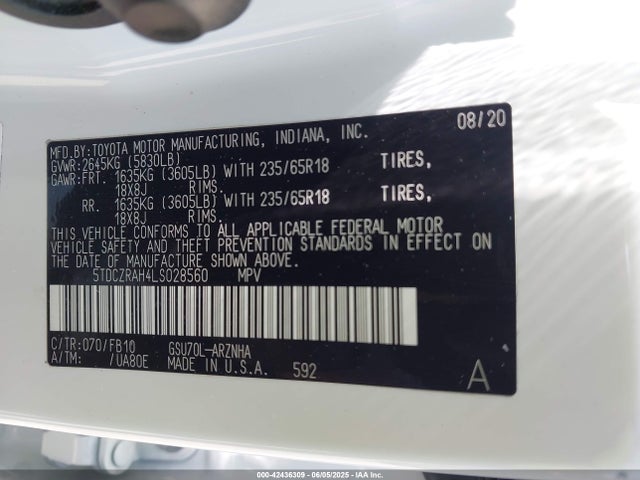 08/20
MFD.BY:TOYOTA MOTOR MANUFACTURING, INDIANA, INC.
GVWR:2645KG (5830LB)
GAWR:FRT. 1635KG (3605LB) WITH 235/65R18 TIRES,
18X8J RIMS.
RR. 1635KG (3605LB) WITH 235/65R18 TIRES,
18X8J RIMS.
THIS VEHICLE CONFORMS TO ALL APPLICABLE FEDERAL MOTOR
VEHICLE SAFETY AND THEFT PREVENTION STANDARDS IN EFFECT ON
THE DATE OF MANUFACTURE SHOWN ABOVE.
5TDCZRAH4LS028560 MPV
C/TR:070/FB10 GSU70L-ARZNHA
A/TM: /UA80E MADE IN U.S.A. 592 A
000-42436309 - 06/05/2025 - IAA Inc.